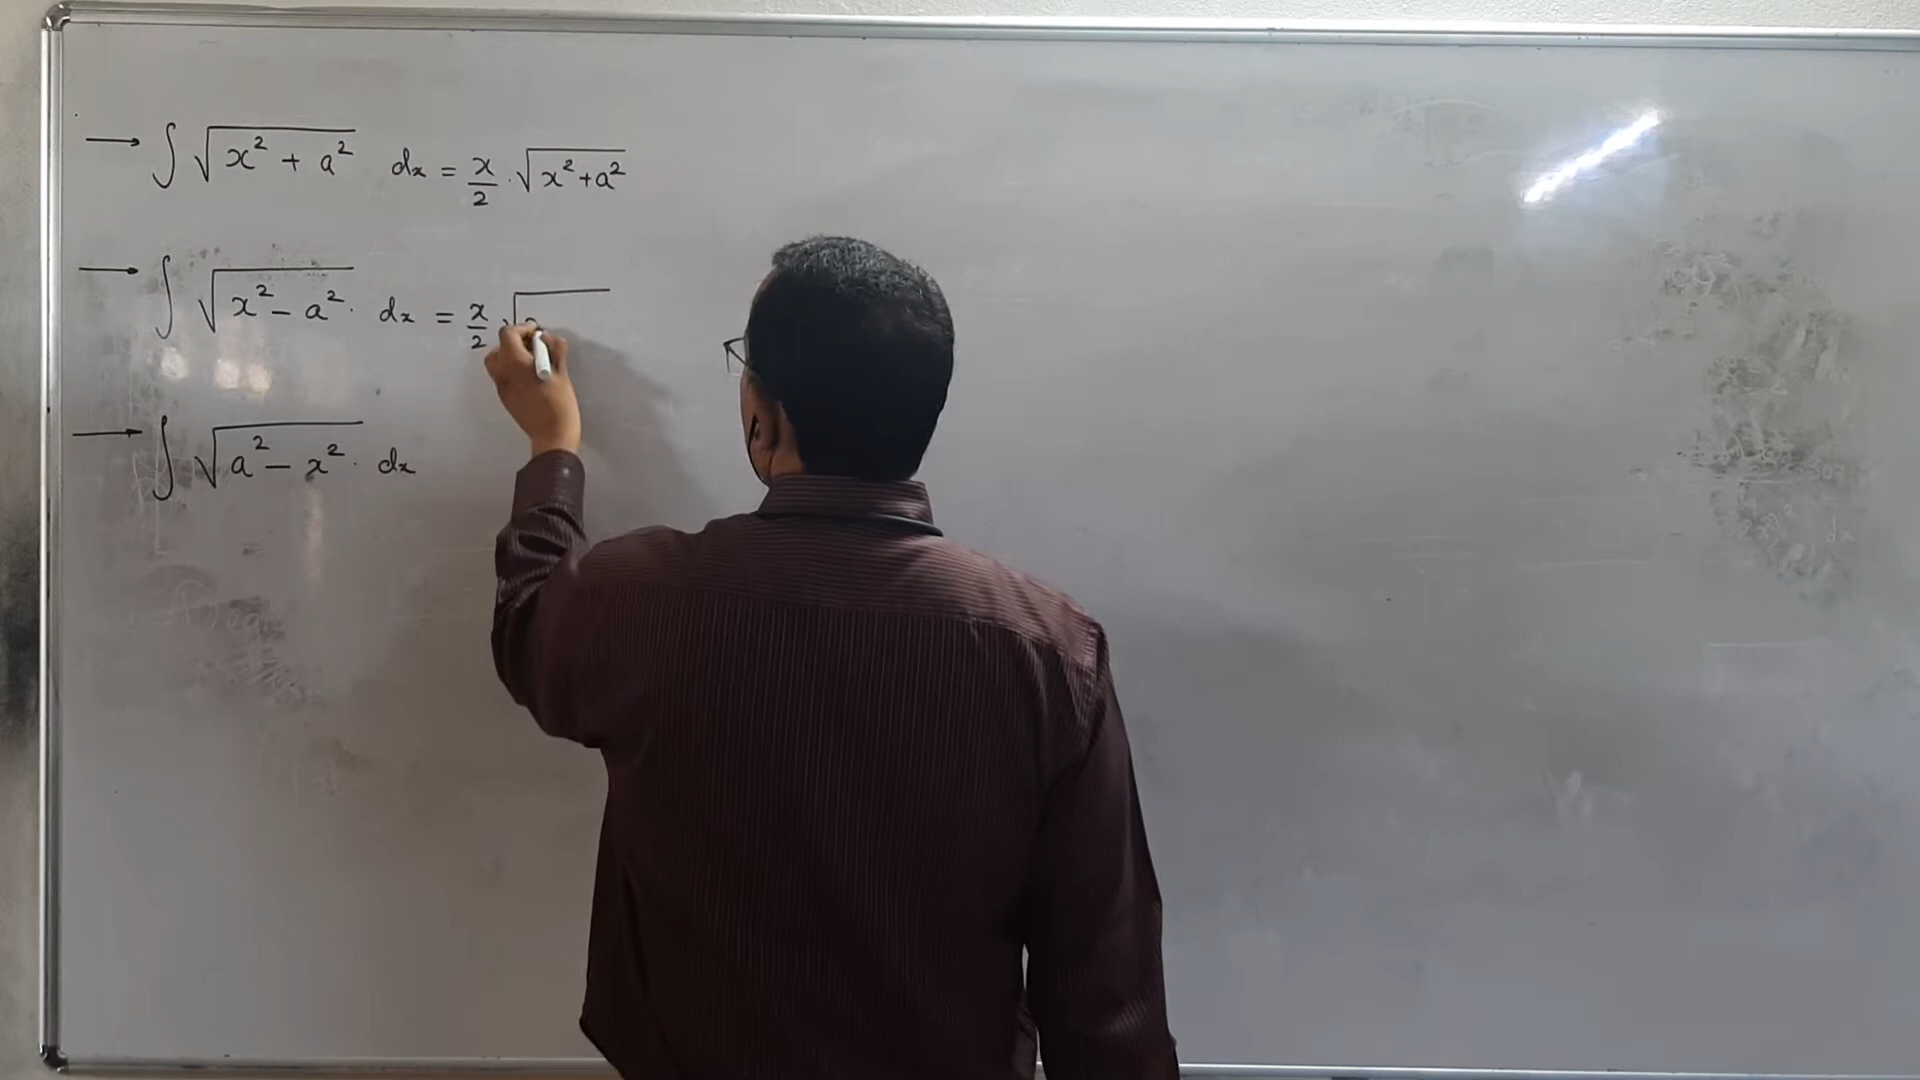 → ∫ √(x² + a²) dx = x/2 · √(x²+a²)
→ ∫ √(x² − a²) · dx = x/2 √
→ ∫ √(a² − x²) · dx